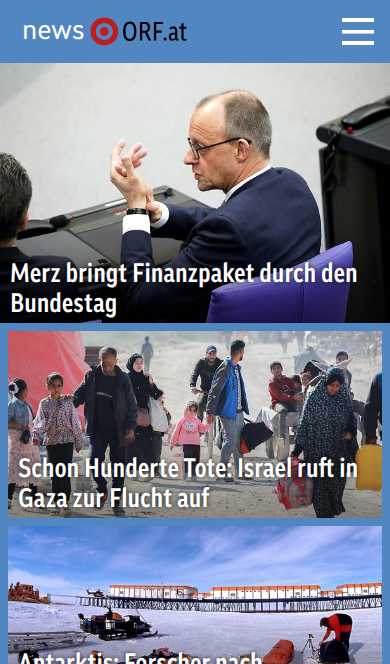 news ORF.at
Merz bringt Finanzpaket durch den
Bundestag
Schon Hunderte Tote: Israel ruft in
Gaza zur Flucht auf
Antarktis: Forscher nach